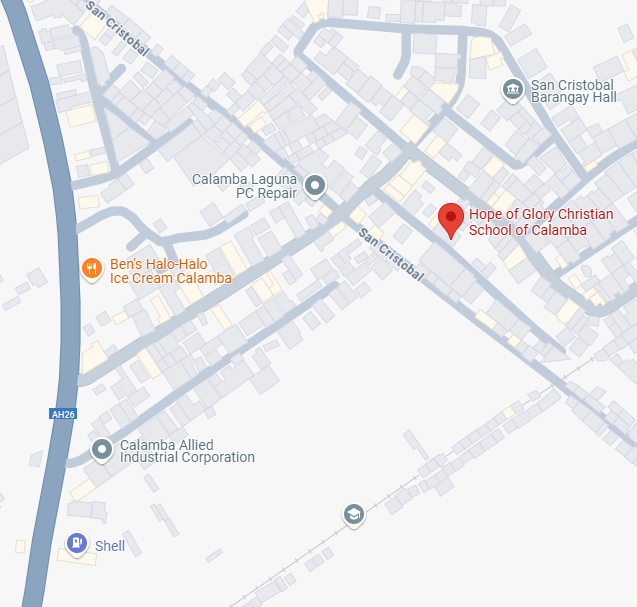 San Cristobal
San Cristobal
Barangay Hall
Calamba Laguna
PC Repair
Hope of Glory Christian
School of Calamba
San Cristobal
Ben's Halo-Halo
Ice Cream Calamba
AH26
Calamba Allied
Industrial Corporation
Shell